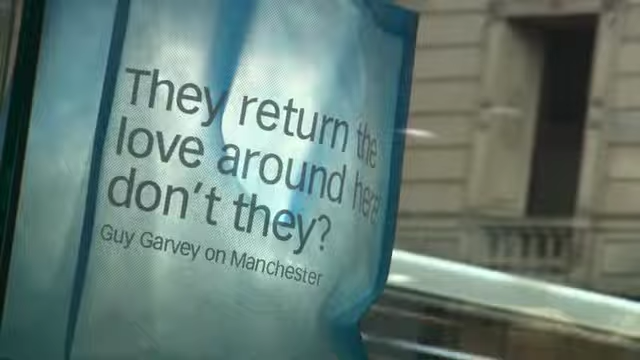 They return the
love around here
don't they?
Guy Garvey on Manchester